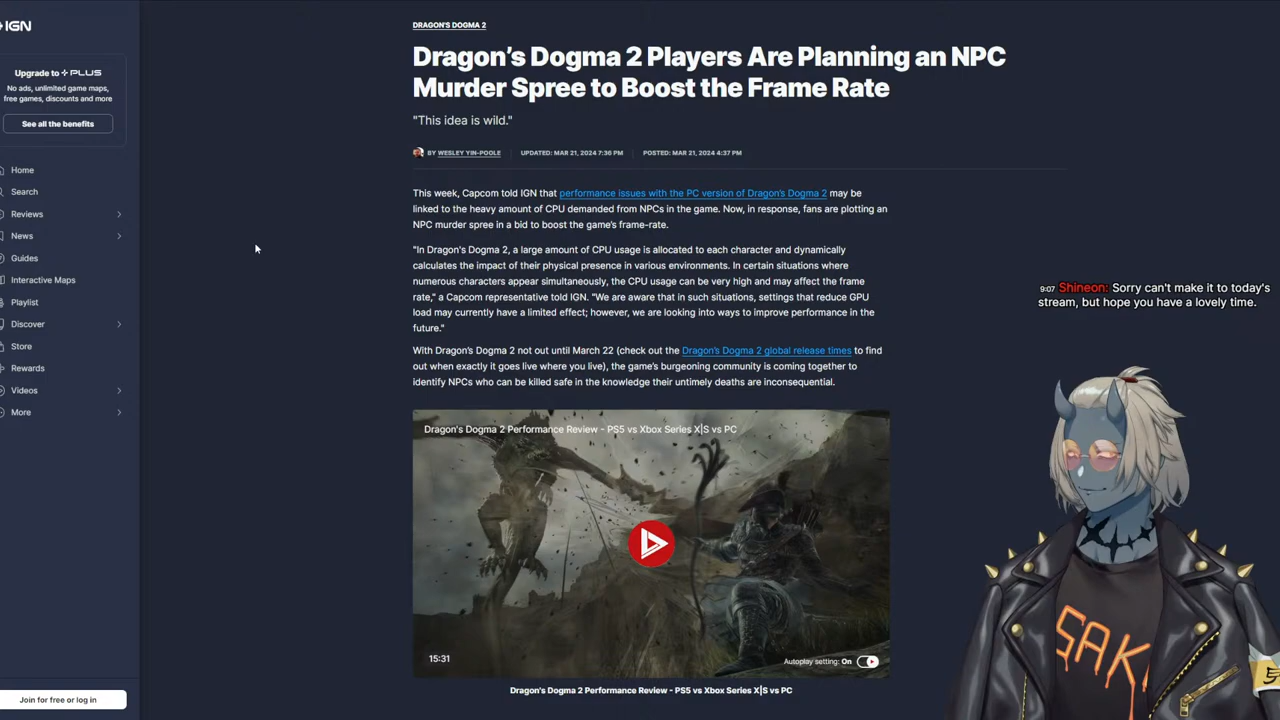 IGN
Upgrade to PLUS
No ads, unlimited game maps,
free games, discounts and more
See all the benefits
Home
Search
Reviews
News
Guides
Interactive Maps
Playlist
Discover
Store
Rewards
Videos
More
Join for free or log in
DRAGON'S DOGMA 2
Dragon's Dogma 2 Players Are Planning an NPC
Murder Spree to Boost the Frame Rate
"This idea is wild."
BY WESLEY YIN-POOLE UPDATED: MAR 21, 2024 7:36 PM POSTED: MAR 21, 2024 4:37 PM
This week, Capcom told IGN that performance issues with the PC version of Dragon's Dogma 2 may be
linked to the heavy amount of CPU demanded from NPCs in the game. Now, in response, fans are plotting an
NPC murder spree in a bid to boost the game's frame-rate.
"In Dragon's Dogma 2, a large amount of CPU usage is allocated to each character and dynamically
calculates the impact of their physical presence in various environments. In certain situations where
numerous characters appear simultaneously, the CPU usage can be very high and may affect the frame
rate," a Capcom representative told IGN. "We are aware that in such situations, settings that reduce GPU
load may currently have a limited effect; however, we are looking into ways to improve performance in the
future."
With Dragon's Dogma 2 not out until March 22 (check out the Dragon's Dogma 2 global release times to find
out when exactly it goes live where you live), the game's burgeoning community is coming together to
identify NPCs who can be killed safe in the knowledge their untimely deaths are inconsequential.
Dragon's Dogma 2 Performance Review - PS5 vs Xbox Series X|S vs PC
15:31
Autoplay setting: On
Dragon's Dogma 2 Performance Review - PS5 vs Xbox Series X|S vs PC
9:07 Shineon: Sorry can't make it to today's
stream, but hope you have a lovely time.
SAK